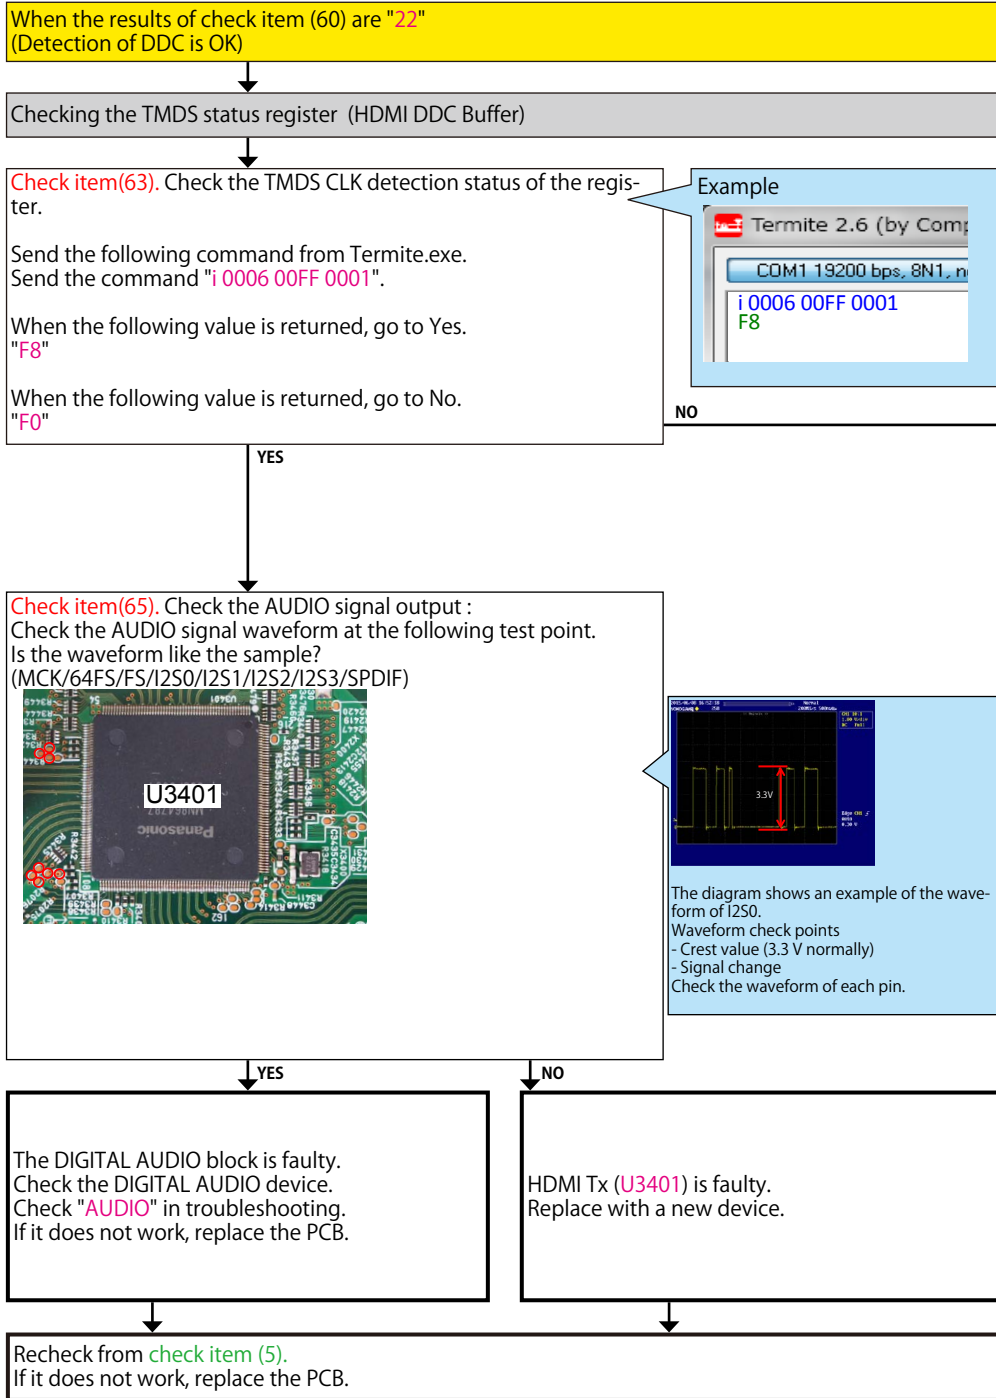 When the results of check item (60) are "22"
(Detection of DDC is OK)
Checking the TMDS status register  (HDMI DDC Buffer)
Check item(63). Check the TMDS CLK detection status of the regis-
ter.
Send the following command from Termite.exe.
Send the command "i 0006 00FF 0001".
When the following value is returned, go to Yes.
"F8"
When the following value is returned, go to No.
"F0"
Example
Termite 2.6 (by Comp
COM1 19200 bps, 8N1, n
i 0006 00FF 0001
F8
NO
YES
Check item(65). Check the AUDIO signal output :
Check the AUDIO signal waveform at the following test point.
Is the waveform like the sample?
(MCK/64FS/FS/I2S0/I2S1/I2S2/I2S3/SPDIF)
U3401
Panasonic
3.3V
The diagram shows an example of the wave-
form of I2S0.
Waveform check points
- Crest value (3.3 V normally)
- Signal change
Check the waveform of each pin.
YES
NO
The DIGITAL AUDIO block is faulty.
Check the DIGITAL AUDIO device.
Check "AUDIO" in troubleshooting.
If it does not work, replace the PCB.
HDMI Tx (U3401) is faulty.
Replace with a new device.
Recheck from check item (5).
If it does not work, replace the PCB.